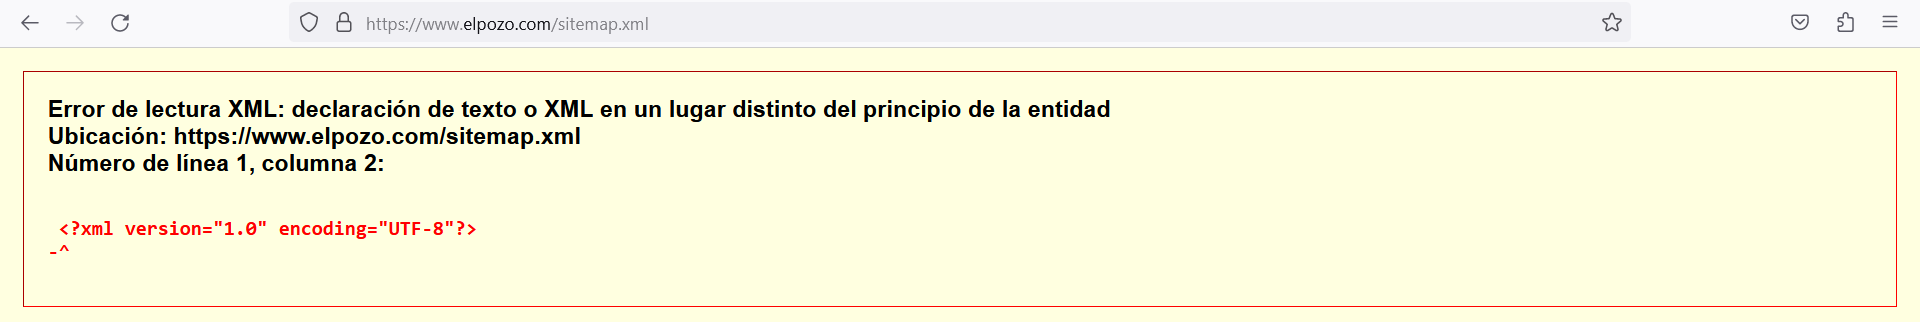 https://www.elpozo.com/sitemap.xml
Error de lectura XML: declaración de texto o XML en un lugar distinto del principio de la entidad
Ubicación: https://www.elpozo.com/sitemap.xml
Número de línea 1, columna 2:
<?xml version="1.0" encoding="UTF-8"?>
-^